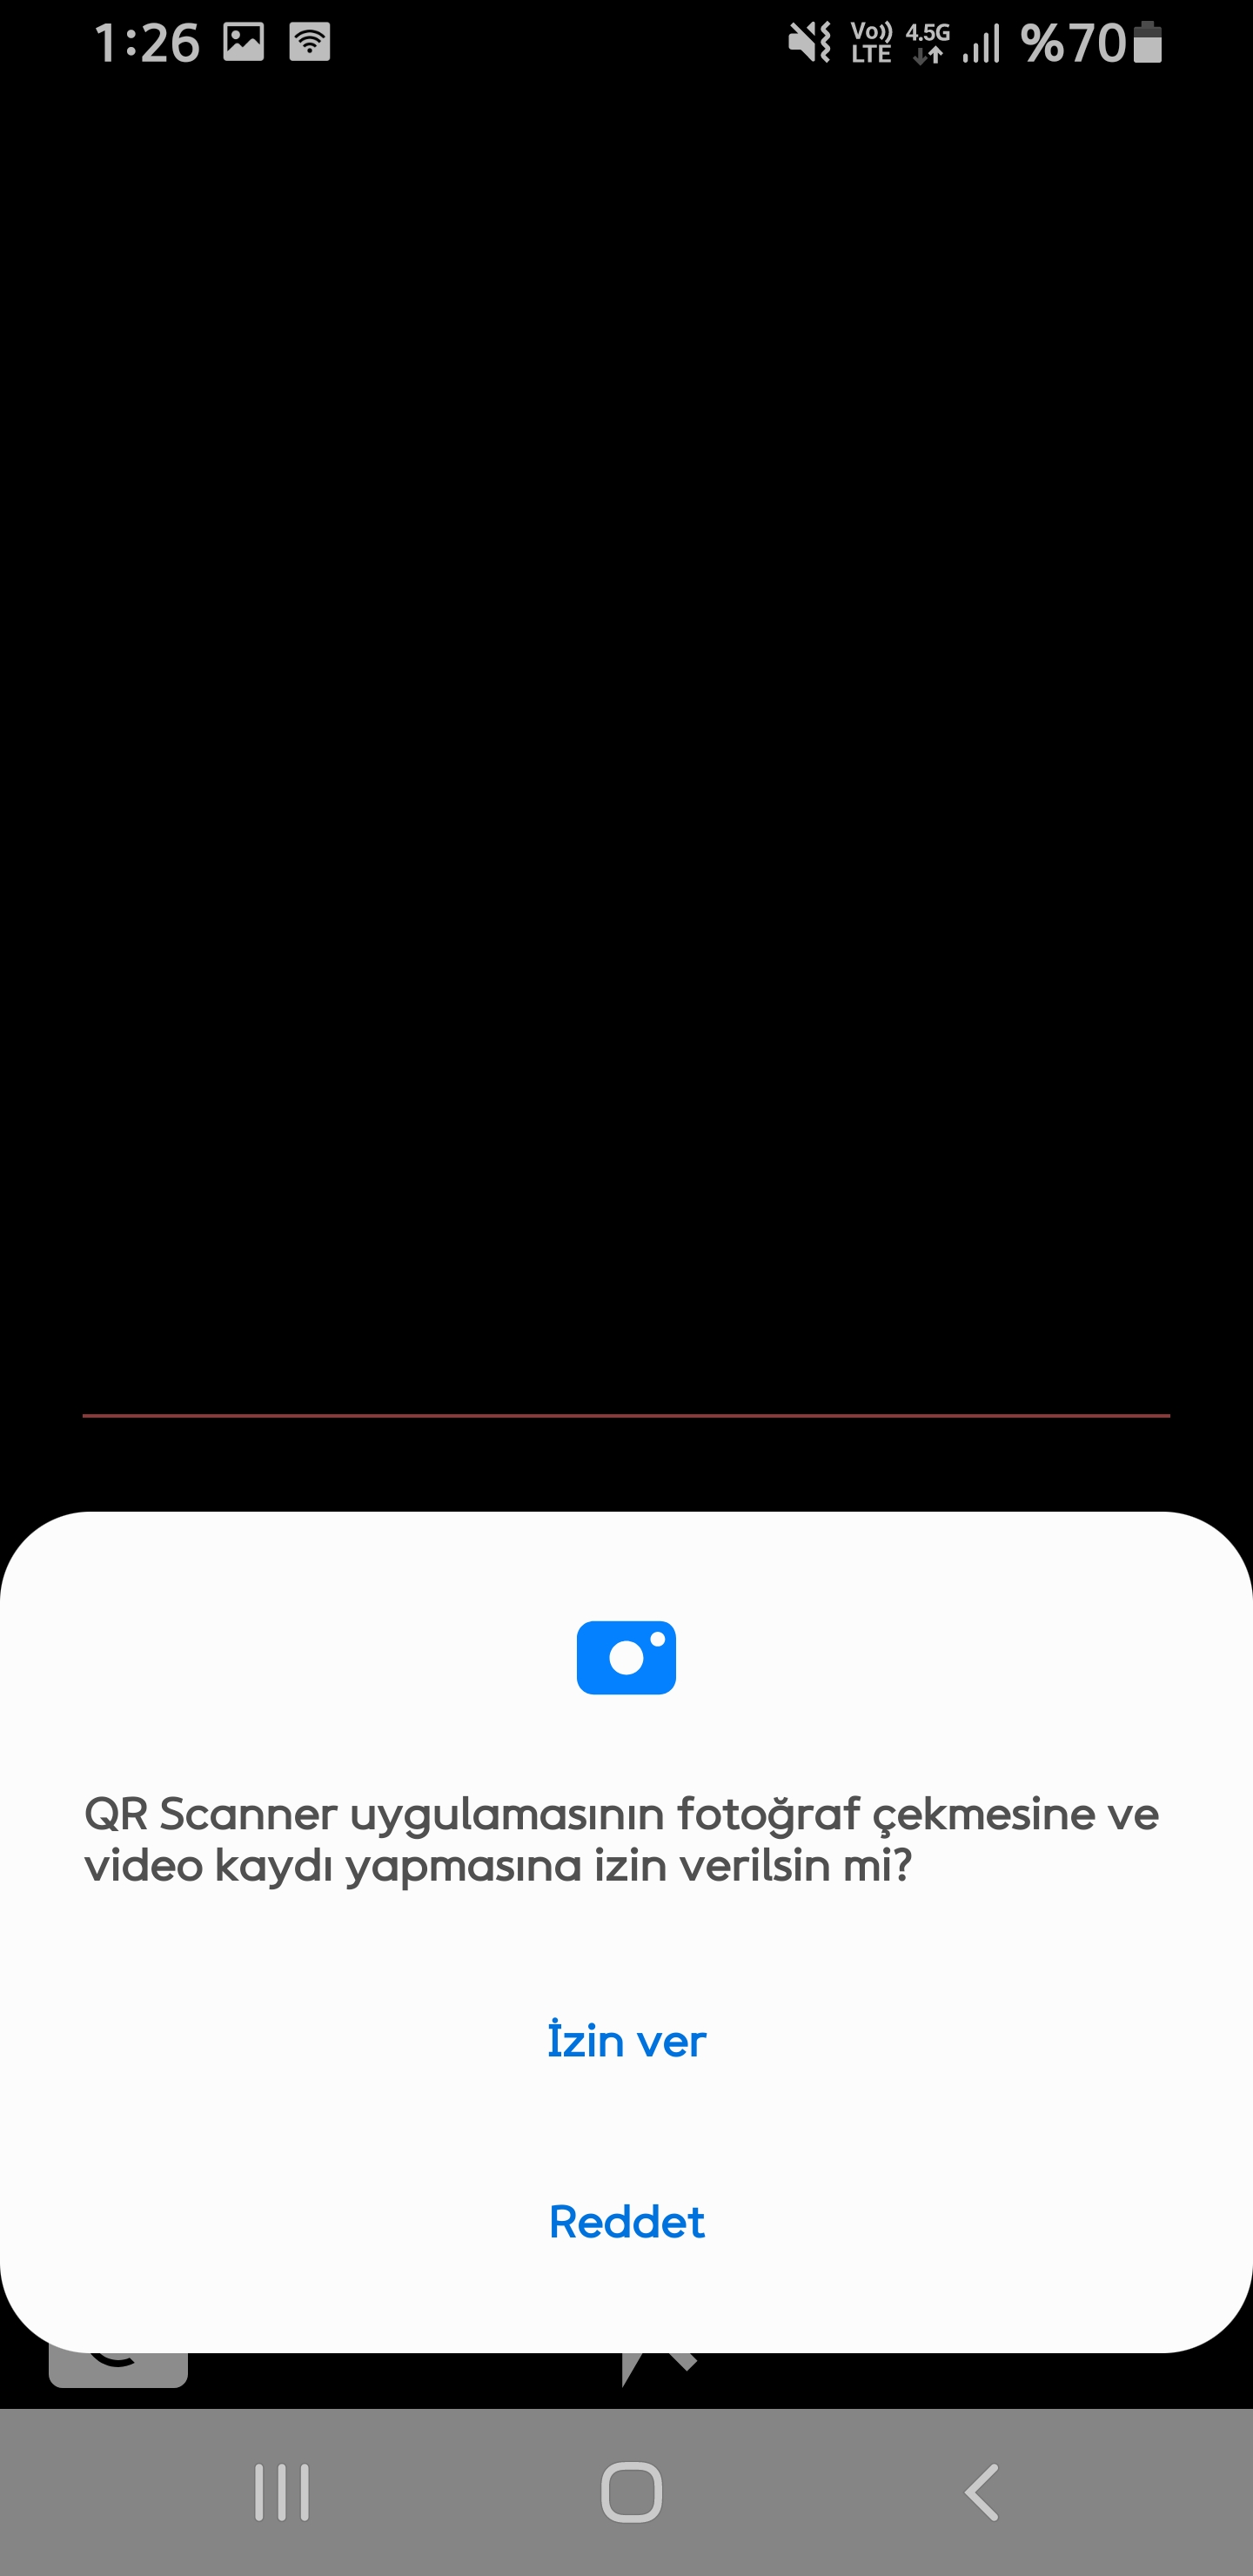 1:26 Vo)) LTE 4.5G %70
QR Scanner uygulamasının fotoğraf çekmesine ve
video kaydı yapmasına izin verilsin mi?
İzin ver
Reddet